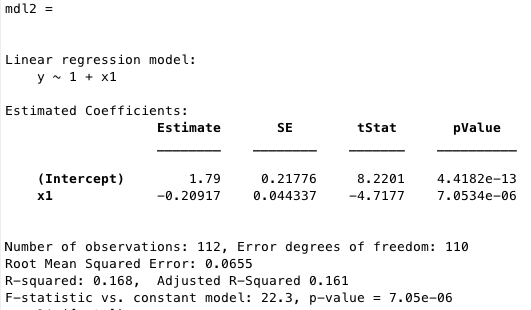 mdl2 =
Linear regression model:
y ~ 1 + x1
Estimated Coefficients:
Estimate SE tStat pValue
(Intercept) 1.79 0.21776 8.2201 4.4182e-13
x1 -0.20917 0.044337 -4.7177 7.0534e-06
Number of observations: 112, Error degrees of freedom: 110
Root Mean Squared Error: 0.0655
R-squared: 0.168, Adjusted R-Squared 0.161
F-statistic vs. constant model: 22.3, p-value = 7.05e-06